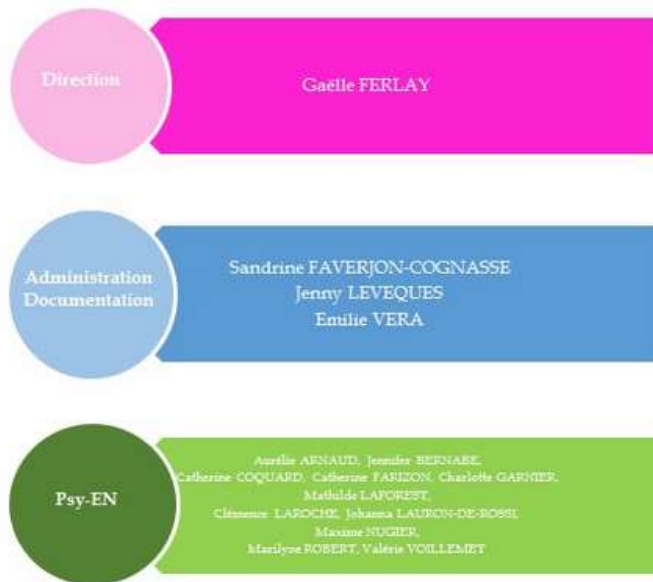 Direction
Gaëlle FERLAY
Administration
Documentation
Sandrine FAVERJON-COGNASSE
Jenny LEVEQUES
Emilie VERA
Psy-EN
Aurélie ARNAUD, Jennifer BERNABE,
Catherine COQUARD, Catherine FARIZON, Charlotte GARNIER,
Mathilde LAFOREST,
Clémence LAROCHE, Johanna LAURON-DE-ROSSI,
Maxime NUGIER,
Marilyne ROBERT, Valérie VOILLEMET